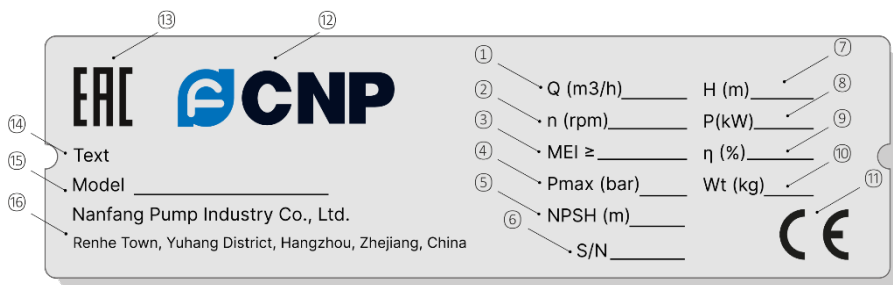 ⑬ ⑫
EAC CNP
⑭ Text
⑮ Model
Nanfang Pump Industry Co., Ltd.
⑯ Renhe Town, Yuhang District, Hangzhou, Zhejiang, China
① Q (m3/h) H (m) ⑦
② n (rpm) P(kW) ⑧
③ MEI ≥ η (%) ⑨
④ Pmax (bar) Wt (kg) ⑩
⑤ NPSH (m) CE ⑪
⑥ S/N